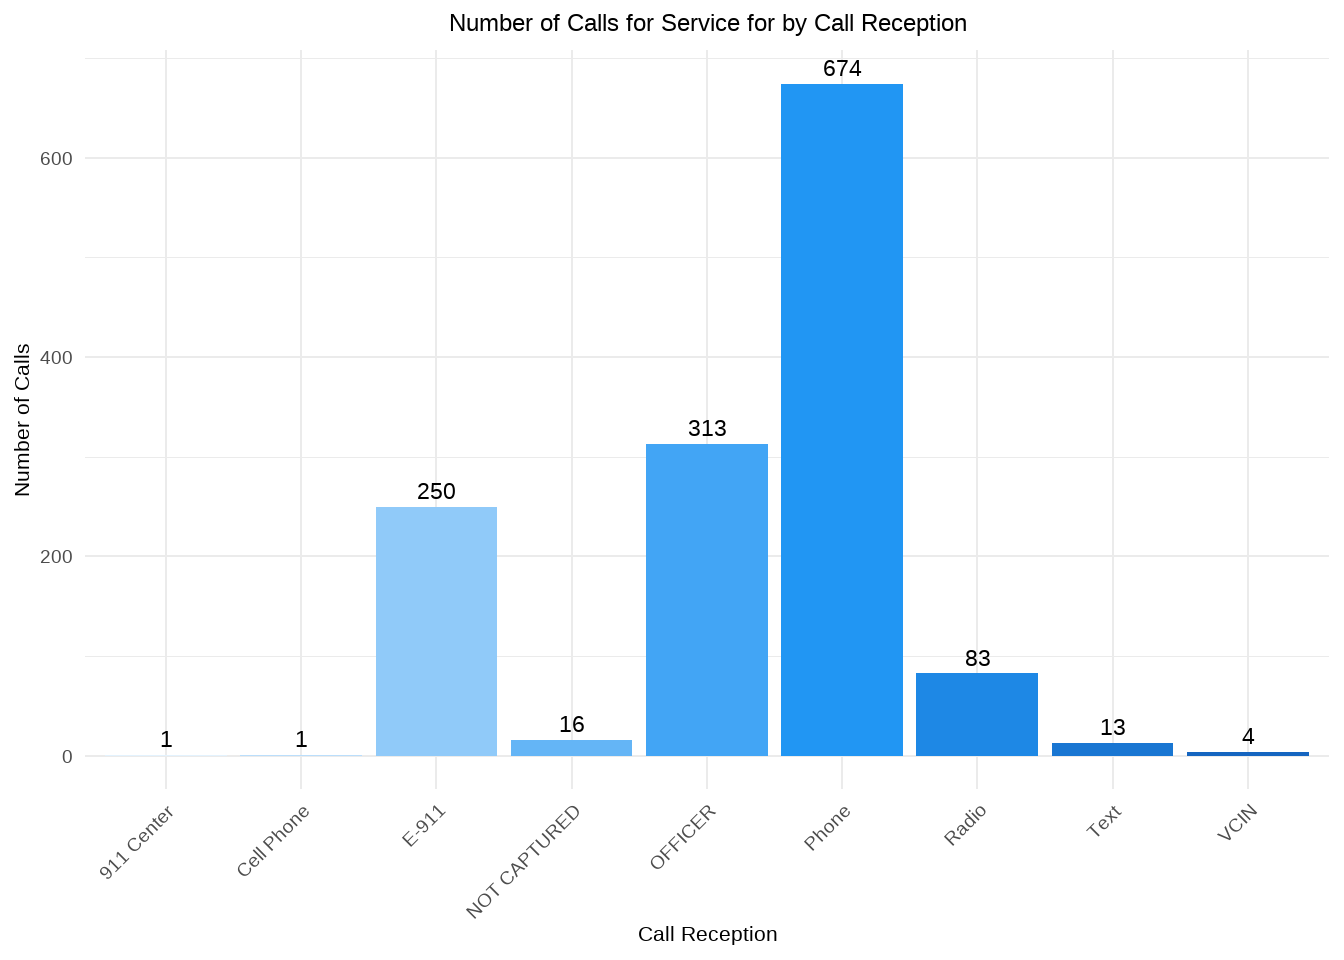 Number of Calls for Service for by Call Reception
674
600
Number of Calls
400
313
250
200
83
16
13
4
1
1
0
911 Center
Cell Phone
E-911
NOT CAPTURED
OFFICER
Phone
Radio
Text
VCIN
Call Reception